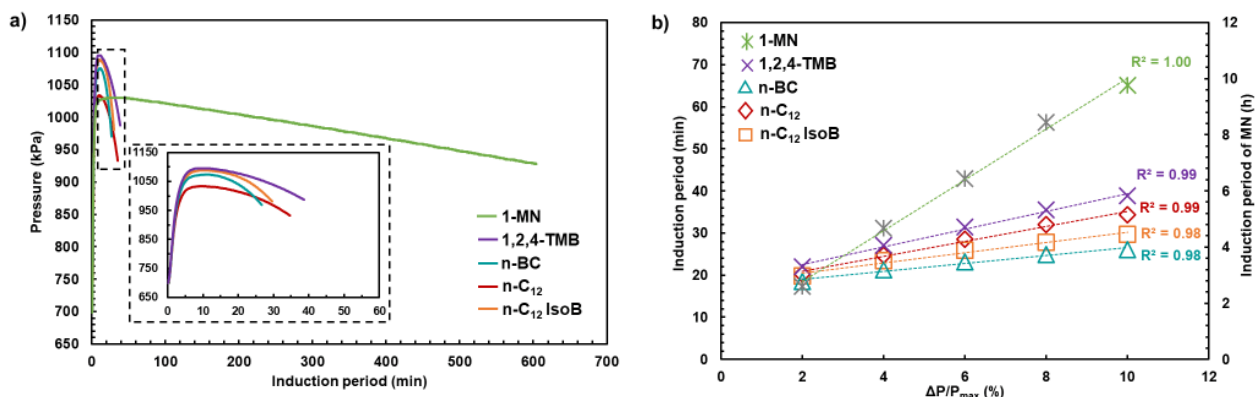 a)
Pressure (kPa)
1150
1100
1050
1000
950
900
850
800
750
700
650
0
100
200
300
400
500
600
700
Induction period (min)
1150
1050
950
850
750
650
0
10
20
30
40
50
60
1-MN
1,2,4-TMB
n-BC
n-C₁₂
n-C₁₂ IsoB
b)
Induction period (min)
80
70
60
50
40
30
20
10
0
0
2
4
6
8
10
12
ΔP/Pₘₐₓ (%)
12
10
8
6
4
2
0
Induction period of MN (h)
1-MN
1,2,4-TMB
n-BC
n-C₁₂
n-C₁₂ IsoB
R² = 1.00
R² = 0.99
R² = 0.99
R² = 0.98
R² = 0.98